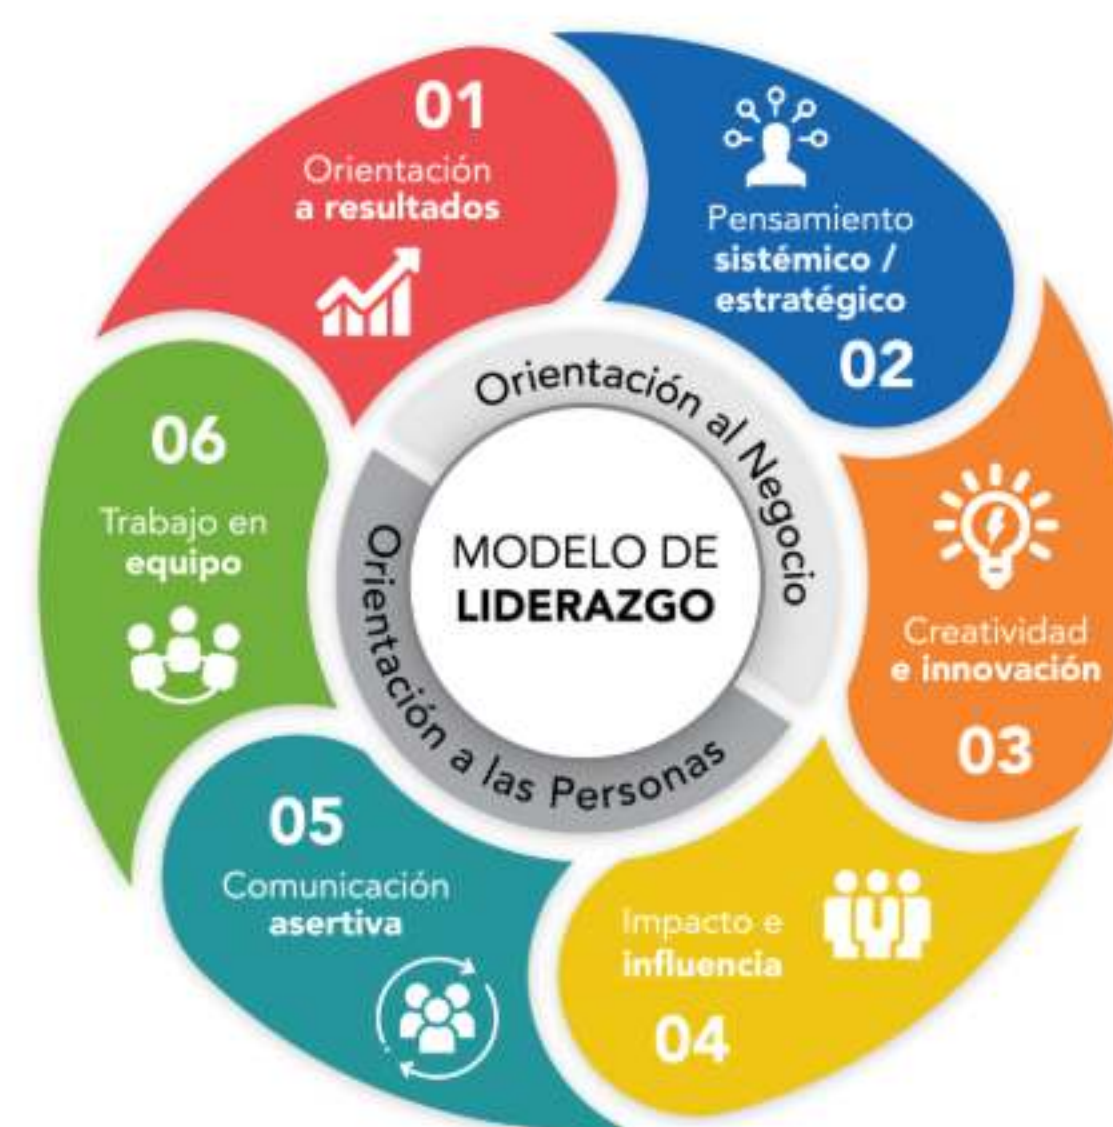 01
Orientación
a resultados
Pensamiento
sistémico /
estratégico
02
Creatividad
e innovación
03
Impacto e
influencia
04
05
Comunicación
asertiva
06
Trabajo en
equipo
Orientación al Negocio
Orientación a las Personas
MODELO DE
LIDERAZGO